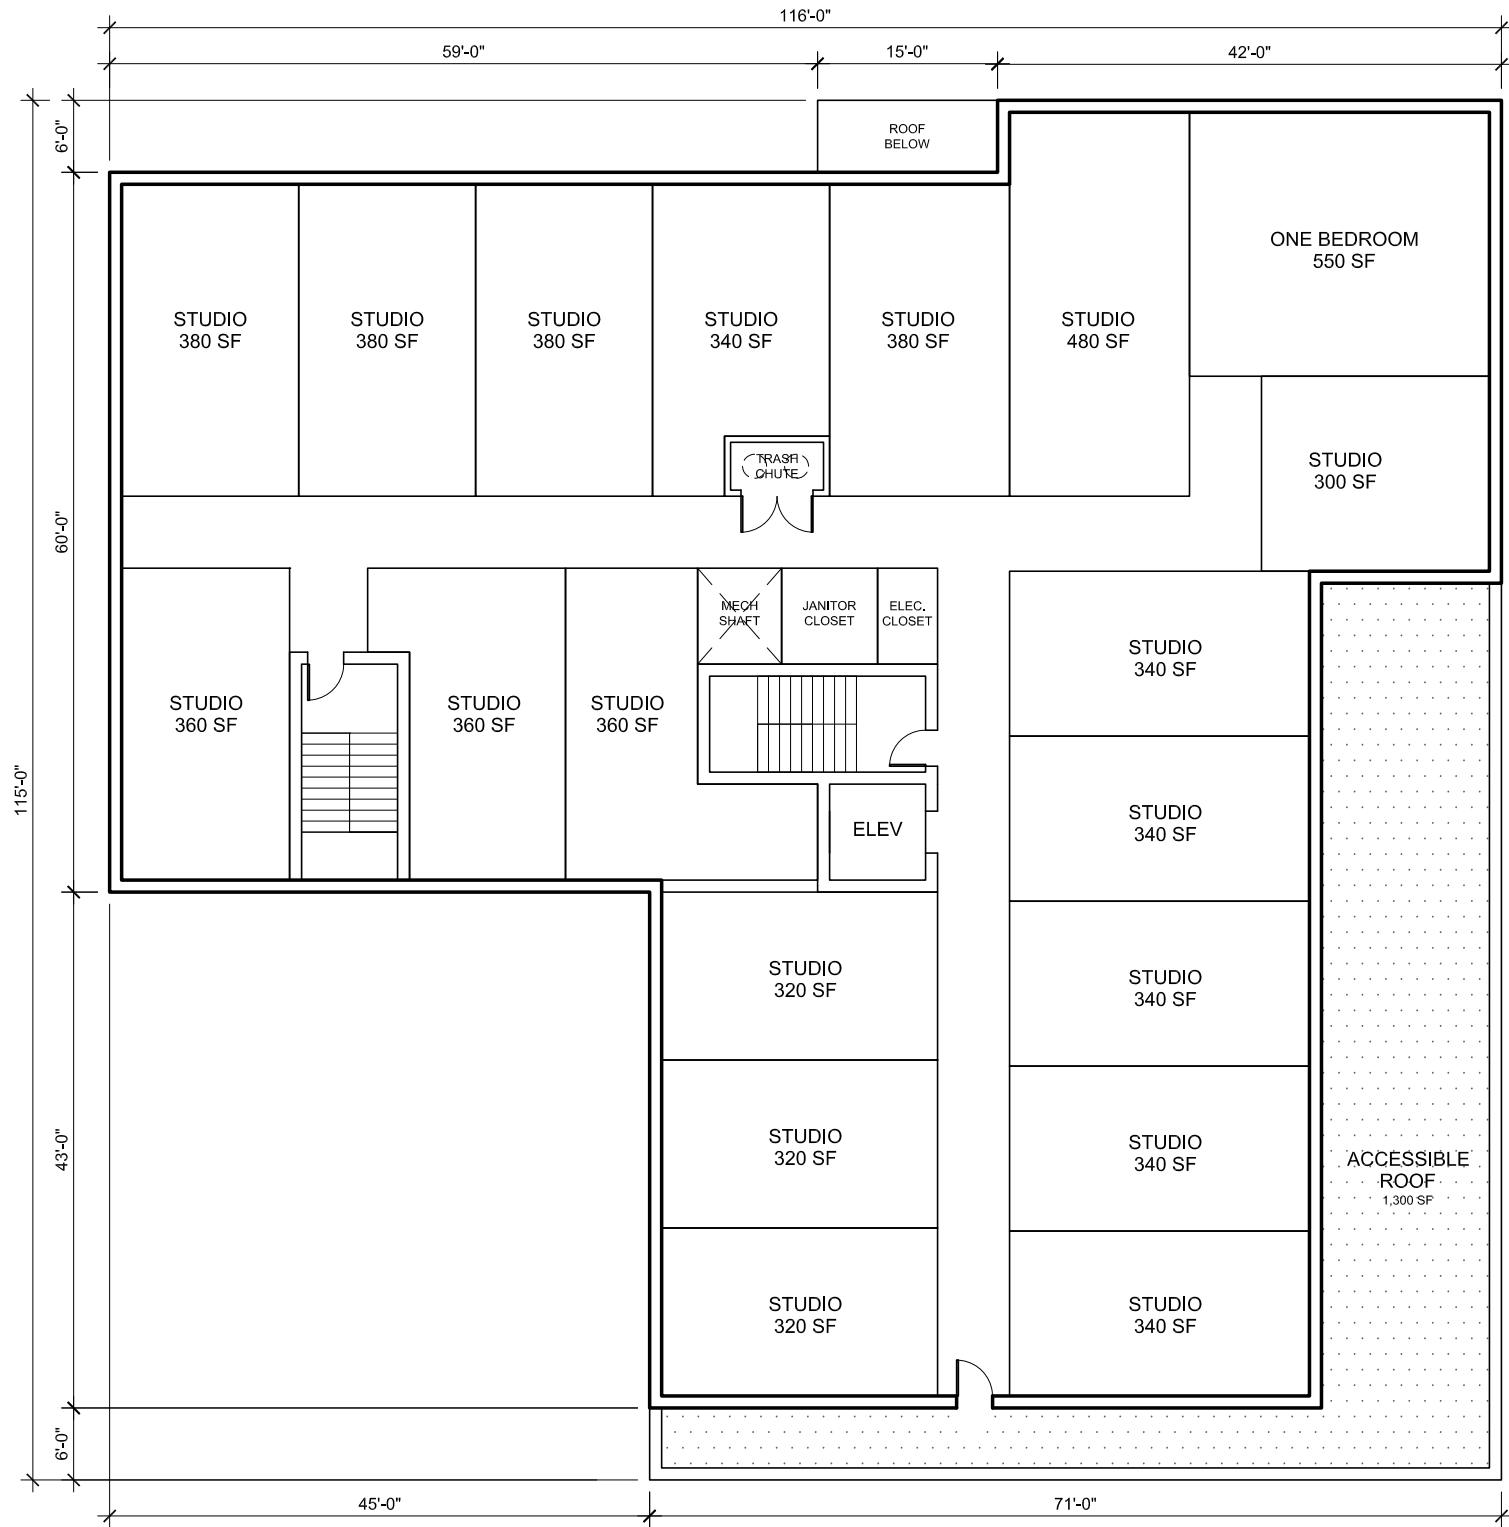 116'-0"
59'-0"
15'-0"
42'-0"
6'-0"
ROOF
BELOW
ONE BEDROOM
550 SF
STUDIO
380 SF
STUDIO
380 SF
STUDIO
380 SF
STUDIO
340 SF
STUDIO
380 SF
STUDIO
480 SF
TRASH
CHUTE
STUDIO
300 SF
60'-0"
MECH
SHAFT
JANITOR
CLOSET
ELEC.
CLOSET
STUDIO
340 SF
STUDIO
360 SF
STUDIO
360 SF
STUDIO
360 SF
115'-0"
ELEV
STUDIO
340 SF
STUDIO
320 SF
STUDIO
340 SF
43'-0"
STUDIO
320 SF
STUDIO
340 SF
ACCESSIBLE
ROOF
1,300 SF
STUDIO
320 SF
STUDIO
340 SF
6'-0"
45'-0"
71'-0"